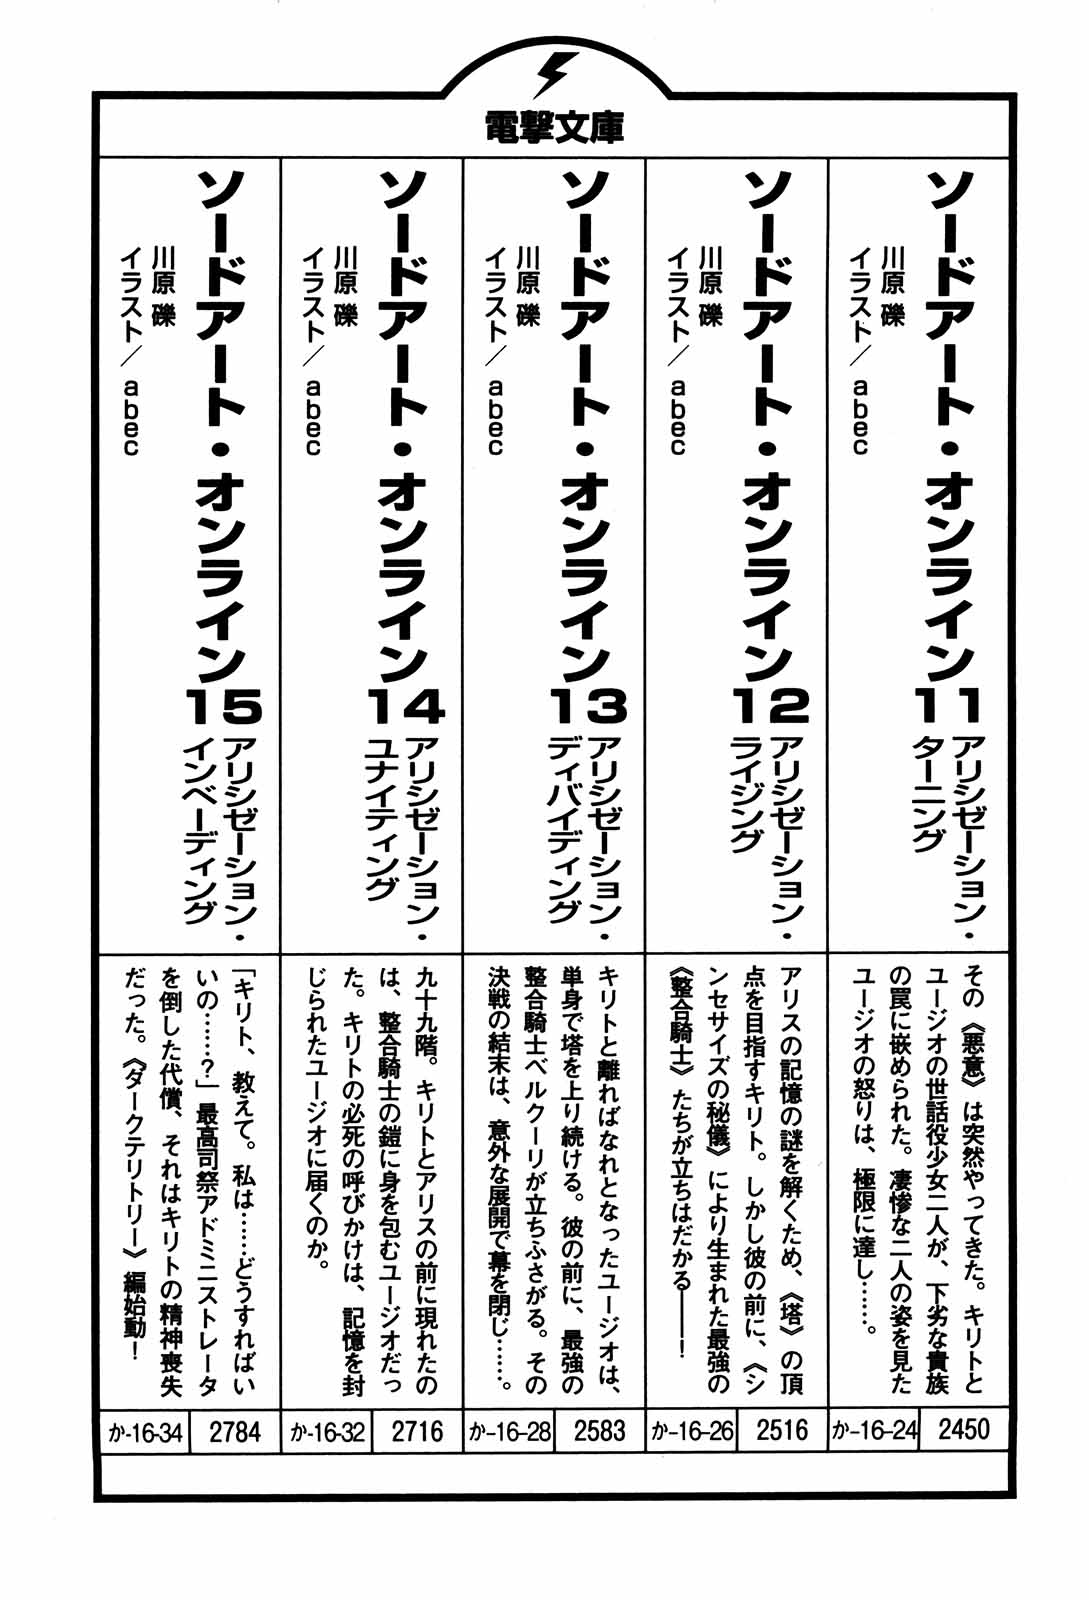 電撃文庫
ソードアート・オンライン11
アリシゼーション・
ターニング
川原 礫
イラスト/abec
その《悪意》は突然やってきた。キリトと
ユージオの世話役少女二人が、下劣な貴族
の罠に嵌められた。凄惨な二人の姿を見た
ユージオの怒りは、極限に達し……。
か-16-24
2450
ソードアート・オンライン12
アリシゼーション・
ライジング
川原 礫
イラスト/abec
アリスの記憶の謎を解くため、《塔》の頂
点を目指すキリト。しかし彼の前に、《シ
ンセサイズの秘儀》により生まれた最強の
《整合騎士》たちが立ちはだかる――!
か-16-26
2516
ソードアート・オンライン13
アリシゼーション・
ディバイディング
川原 礫
イラスト/abec
キリトと離ればなれとなったユージオは、
単身で塔を上り続ける。彼の前に、最強の
整合騎士ベルクーリが立ちふさがる。その
決戦の結末は、意外な展開で幕を閉じ……。
か-16-28
2583
ソードアート・オンライン14
アリシゼーション・
ユナイティング
川原 礫
イラスト/abec
九十九階。キリトとアリスの前に現れたの
は、整合騎士の鎧に身を包むユージオだっ
た。キリトの必死の呼びかけは、記憶を封
じられたユージオに届くのか。
か-16-32
2716
ソードアート・オンライン15
アリシゼーション・
インベーディング
川原 礫
イラスト/abec
「キリト、教えて。私は……どうすればい
いの……?」最高司祭アドミニストレータ
を倒した代償、それはキリトの精神喪失
だった。《ダークテリトリー》編始動!
か-16-34
2784